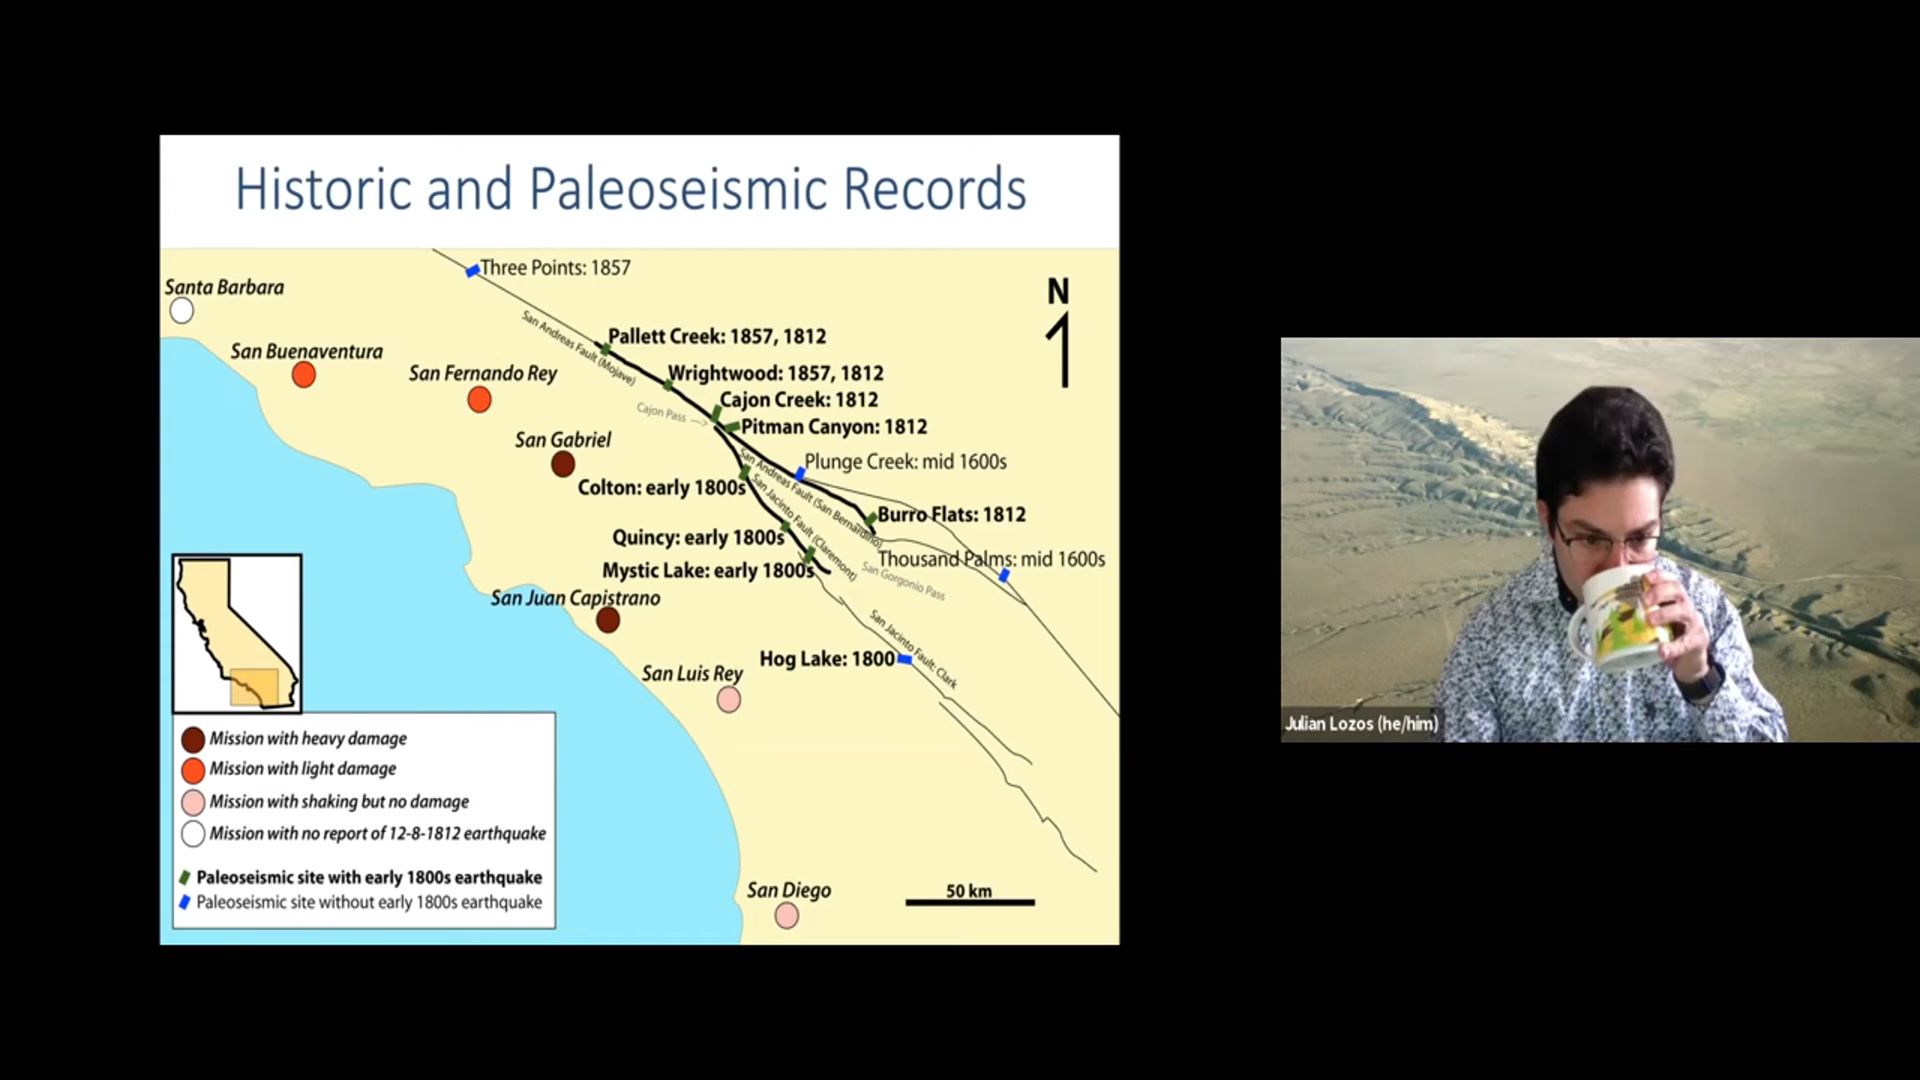 Historic and Paleoseismic Records
Three Points: 1857
Santa Barbara
N
San Andreas Fault (Mojave)
Pallett Creek: 1857, 1812
San Buenaventura
San Fernando Rey
Wrightwood: 1857, 1812
Cajon Creek: 1812
Cajon Pass
Pitman Canyon: 1812
San Gabriel
San Andreas Fault (San Bernardino)
Plunge Creek: mid 1600s
Colton: early 1800s
San Jacinto Fault (Claremont)
Burro Flats: 1812
Quincy: early 1800s
Thousand Palms: mid 1600s
Mystic Lake: early 1800s
San Gorgonio Pass
San Juan Capistrano
San Jacinto Fault: Clark
Hog Lake: 1800
San Luis Rey
Mission with heavy damage
Mission with light damage
Mission with shaking but no damage
Mission with no report of 12-8-1812 earthquake
Paleoseismic site with early 1800s earthquake
Paleoseismic site without early 1800s earthquake
San Diego
50 km
Julian Lozos (he/him)